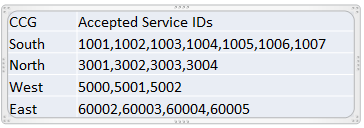 CCG Accepted Service IDs
South 1001,1002,1003,1004,1005,1006,1007
North 3001,3002,3003,3004
West 5000,5001,5002
East 60002,60003,60004,60005